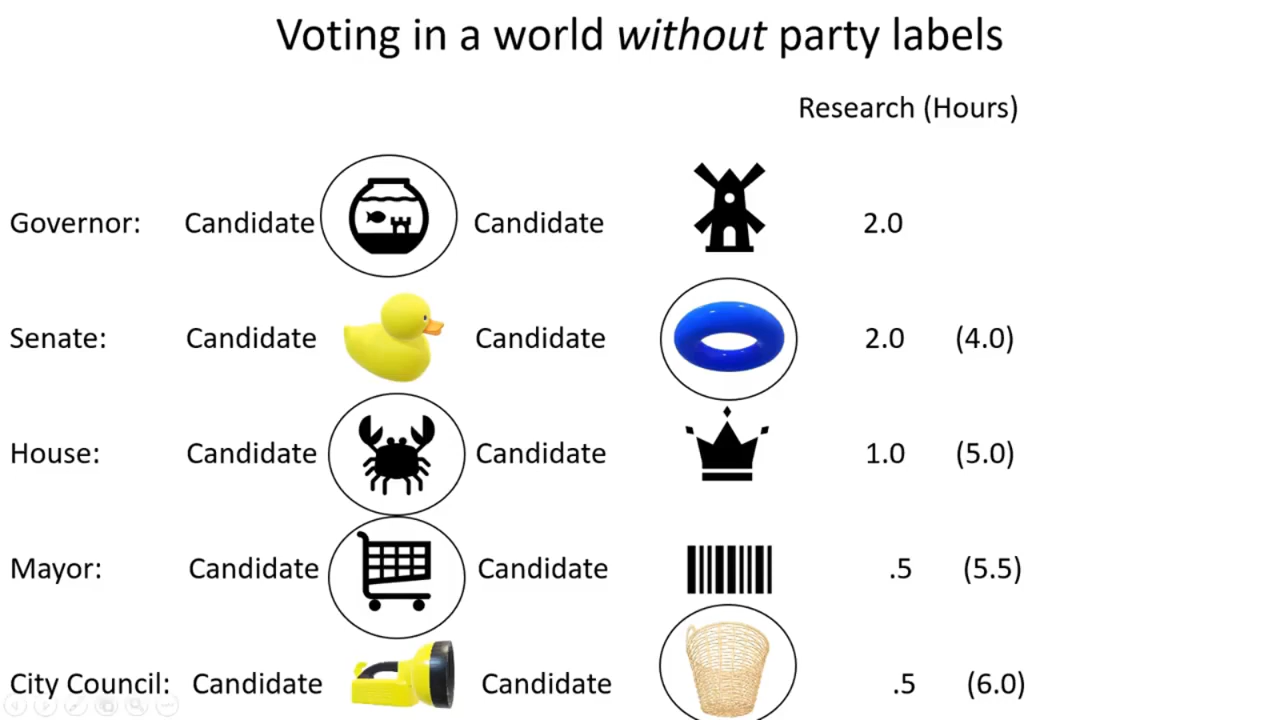 Voting in a world without party labels
Research (Hours)
Governor: Candidate Candidate 2.0
Senate: Candidate Candidate 2.0 (4.0)
House: Candidate Candidate 1.0 (5.0)
Mayor: Candidate Candidate .5 (5.5)
City Council: Candidate Candidate .5 (6.0)